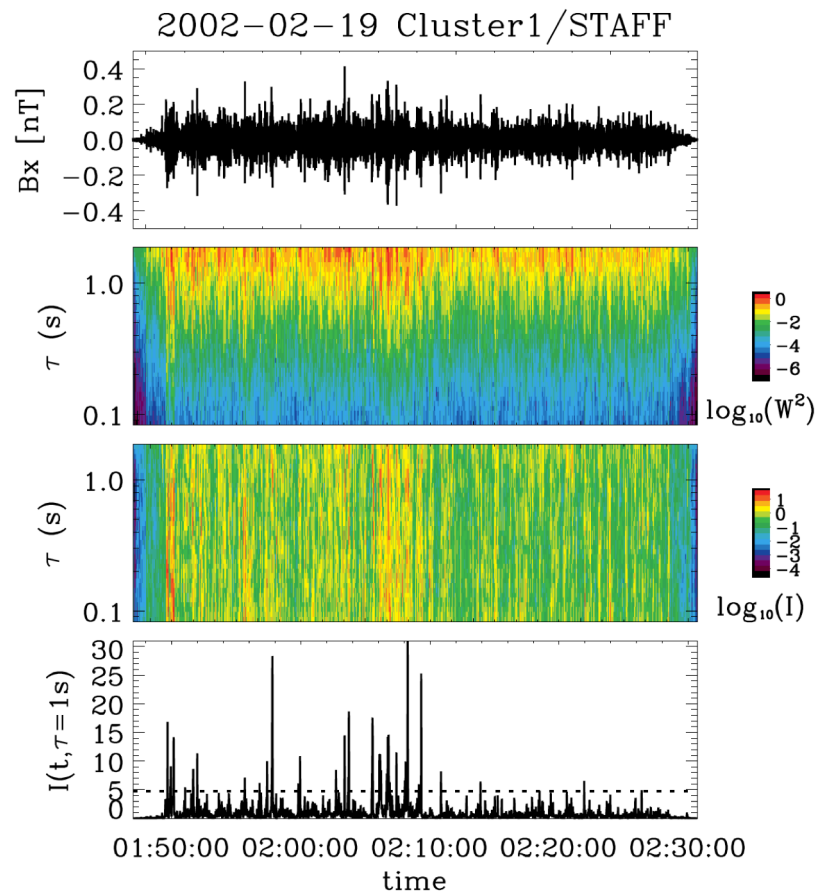 2002-02-19 Cluster1/STAFF
Bx [nT]
0.4
0.2
0.0
−0.2
−0.4
τ (s)
1.0
0.1
0
−2
−4
−6
log₁₀(W²)
τ (s)
1.0
0.1
1
0
−1
−2
−3
−4
log₁₀(I)
I(t,τ=1s)
30
25
20
15
10
5
0
01:50:00 02:00:00 02:10:00 02:20:00 02:30:00
time